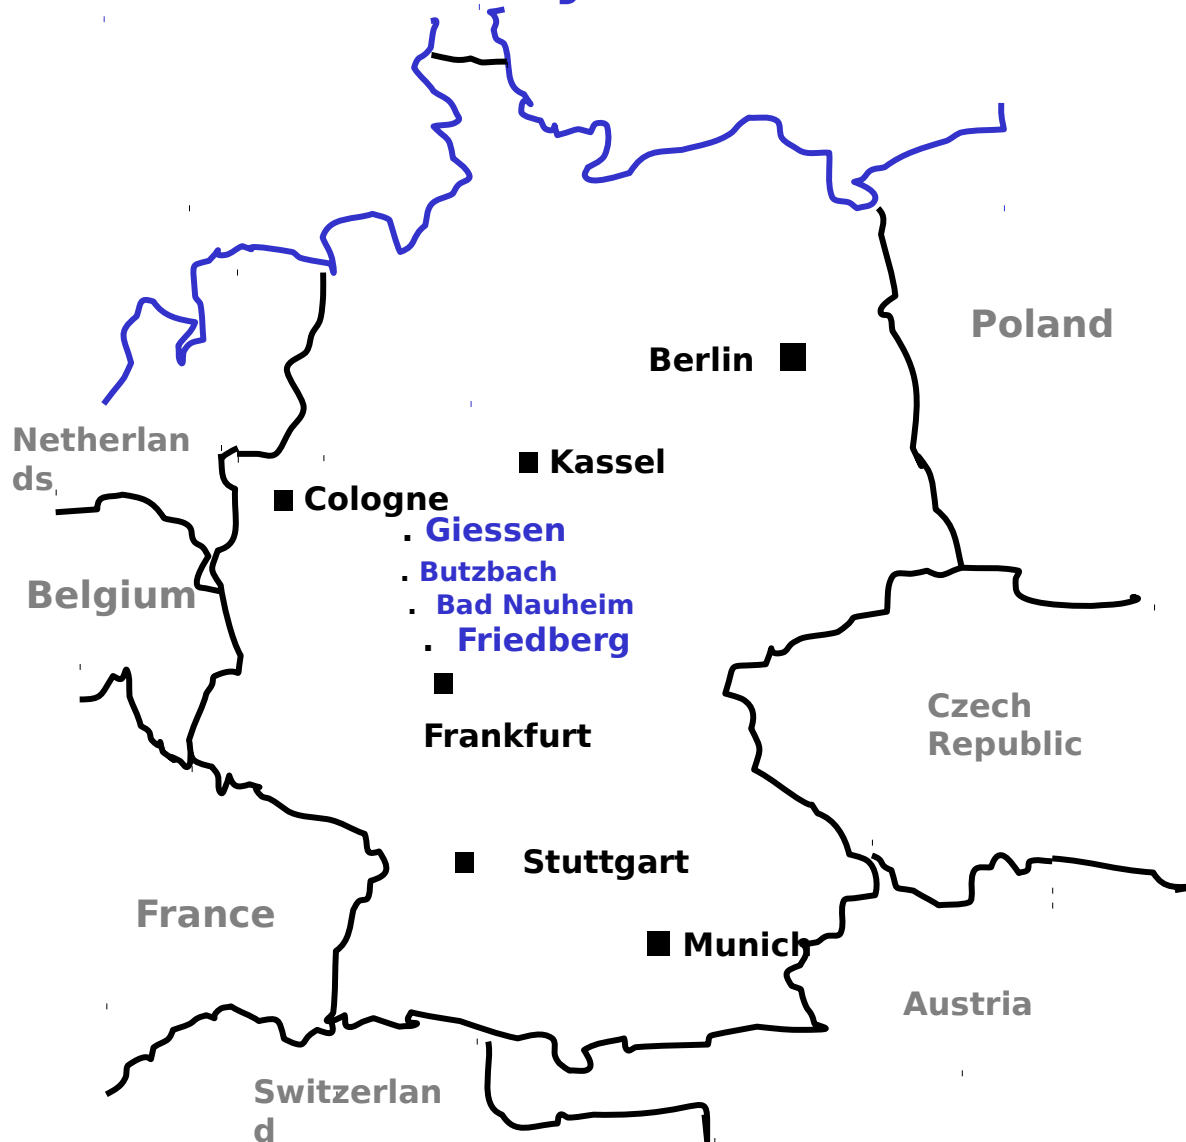 Poland
Berlin
Netherlan
ds
Kassel
Cologne
Giessen
Butzbach
Belgium
Bad Nauheim
Friedberg
Czech
Republic
Frankfurt
Stuttgart
France
Munich
Austria
Switzerlan
d